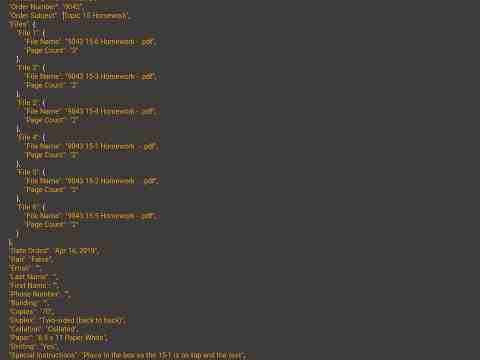 "Order Number": "9043",
"Order Subject": "Topic 15 Homework",
"Files": {
"File 1": {
"File Name": "9043 15-6 Homework - .pdf",
"Page Count": "2"
},
"File 2": {
"File Name": "9043 15-3 Homework - .pdf",
"Page Count": "2"
},
"File 3": {
"File Name": "9043 15-4 Homework - .pdf",
"Page Count": "2"
},
"File 4": {
"File Name": "9043 15-1 Homework - .pdf",
"Page Count": "2"
},
"File 5": {
"File Name": "9043 15-2 Homework - .pdf",
"Page Count": "2"
},
"File 6": {
"File Name": "9043 15-5 Homework - .pdf",
"Page Count": "2"
}
},
"Date Ordred": "Apr 16, 2019",
"Ran": "False",
"Email": "",
"Last Name": "",
"First Name": "",
"Phone Number": "",
"Building": "",
"Copies": "70",
"Duplex": "Two-sided (back to back)",
"Collation": "Collated",
"Paper": "8.5 x 11 Paper White",
"Drilling": "Yes",
"Special Instructions": "Place in the box so the 15-1 is on top and the rest",